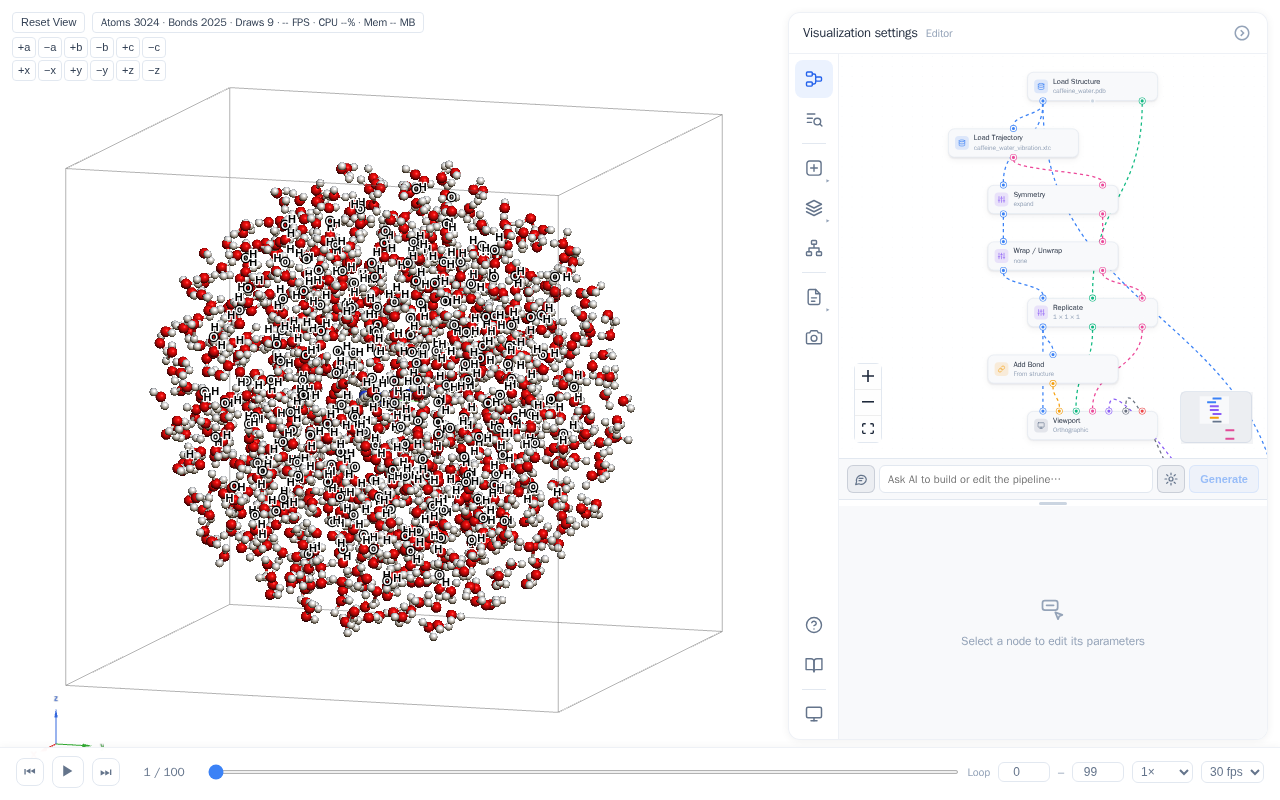 Reset View
Atoms 3024 · Bonds 2025 · Draws 9 · -- FPS · CPU --% · Mem -- MB
+a −a +b −b +c −c
+x −x +y −y +z −z
z
Visualization settings Editor
Load Structure
caffeine_water.pdb
Load Trajectory
caffeine_water_vibration.xtc
Symmetry
expand
Wrap / Unwrap
none
Replicate
1 × 1 × 1
Add Bond
From structure
Viewport
Orthographic
Ask AI to build or edit the pipeline···
Generate
Select a node to edit its parameters
1 / 100
Loop 0 – 99 1× 30 fps